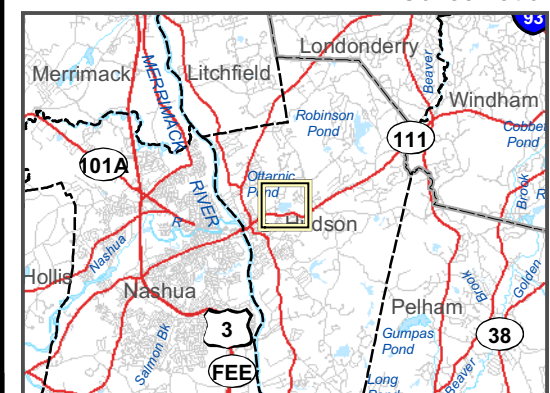 93
Londonderry
Merrimack
Litchfield
MERRIMACK
RIVER
Beaver
Windham
Robinson
Pond
Cobbe
Pond
111
101A
Ottarnic
Pond
Brook
R
Hudson
Nashua
Hollis
Nashua
Pelham
Brook
Golden
3
Gumpas
Pond
38
Salmon Bk
FEE
Long
Beaver